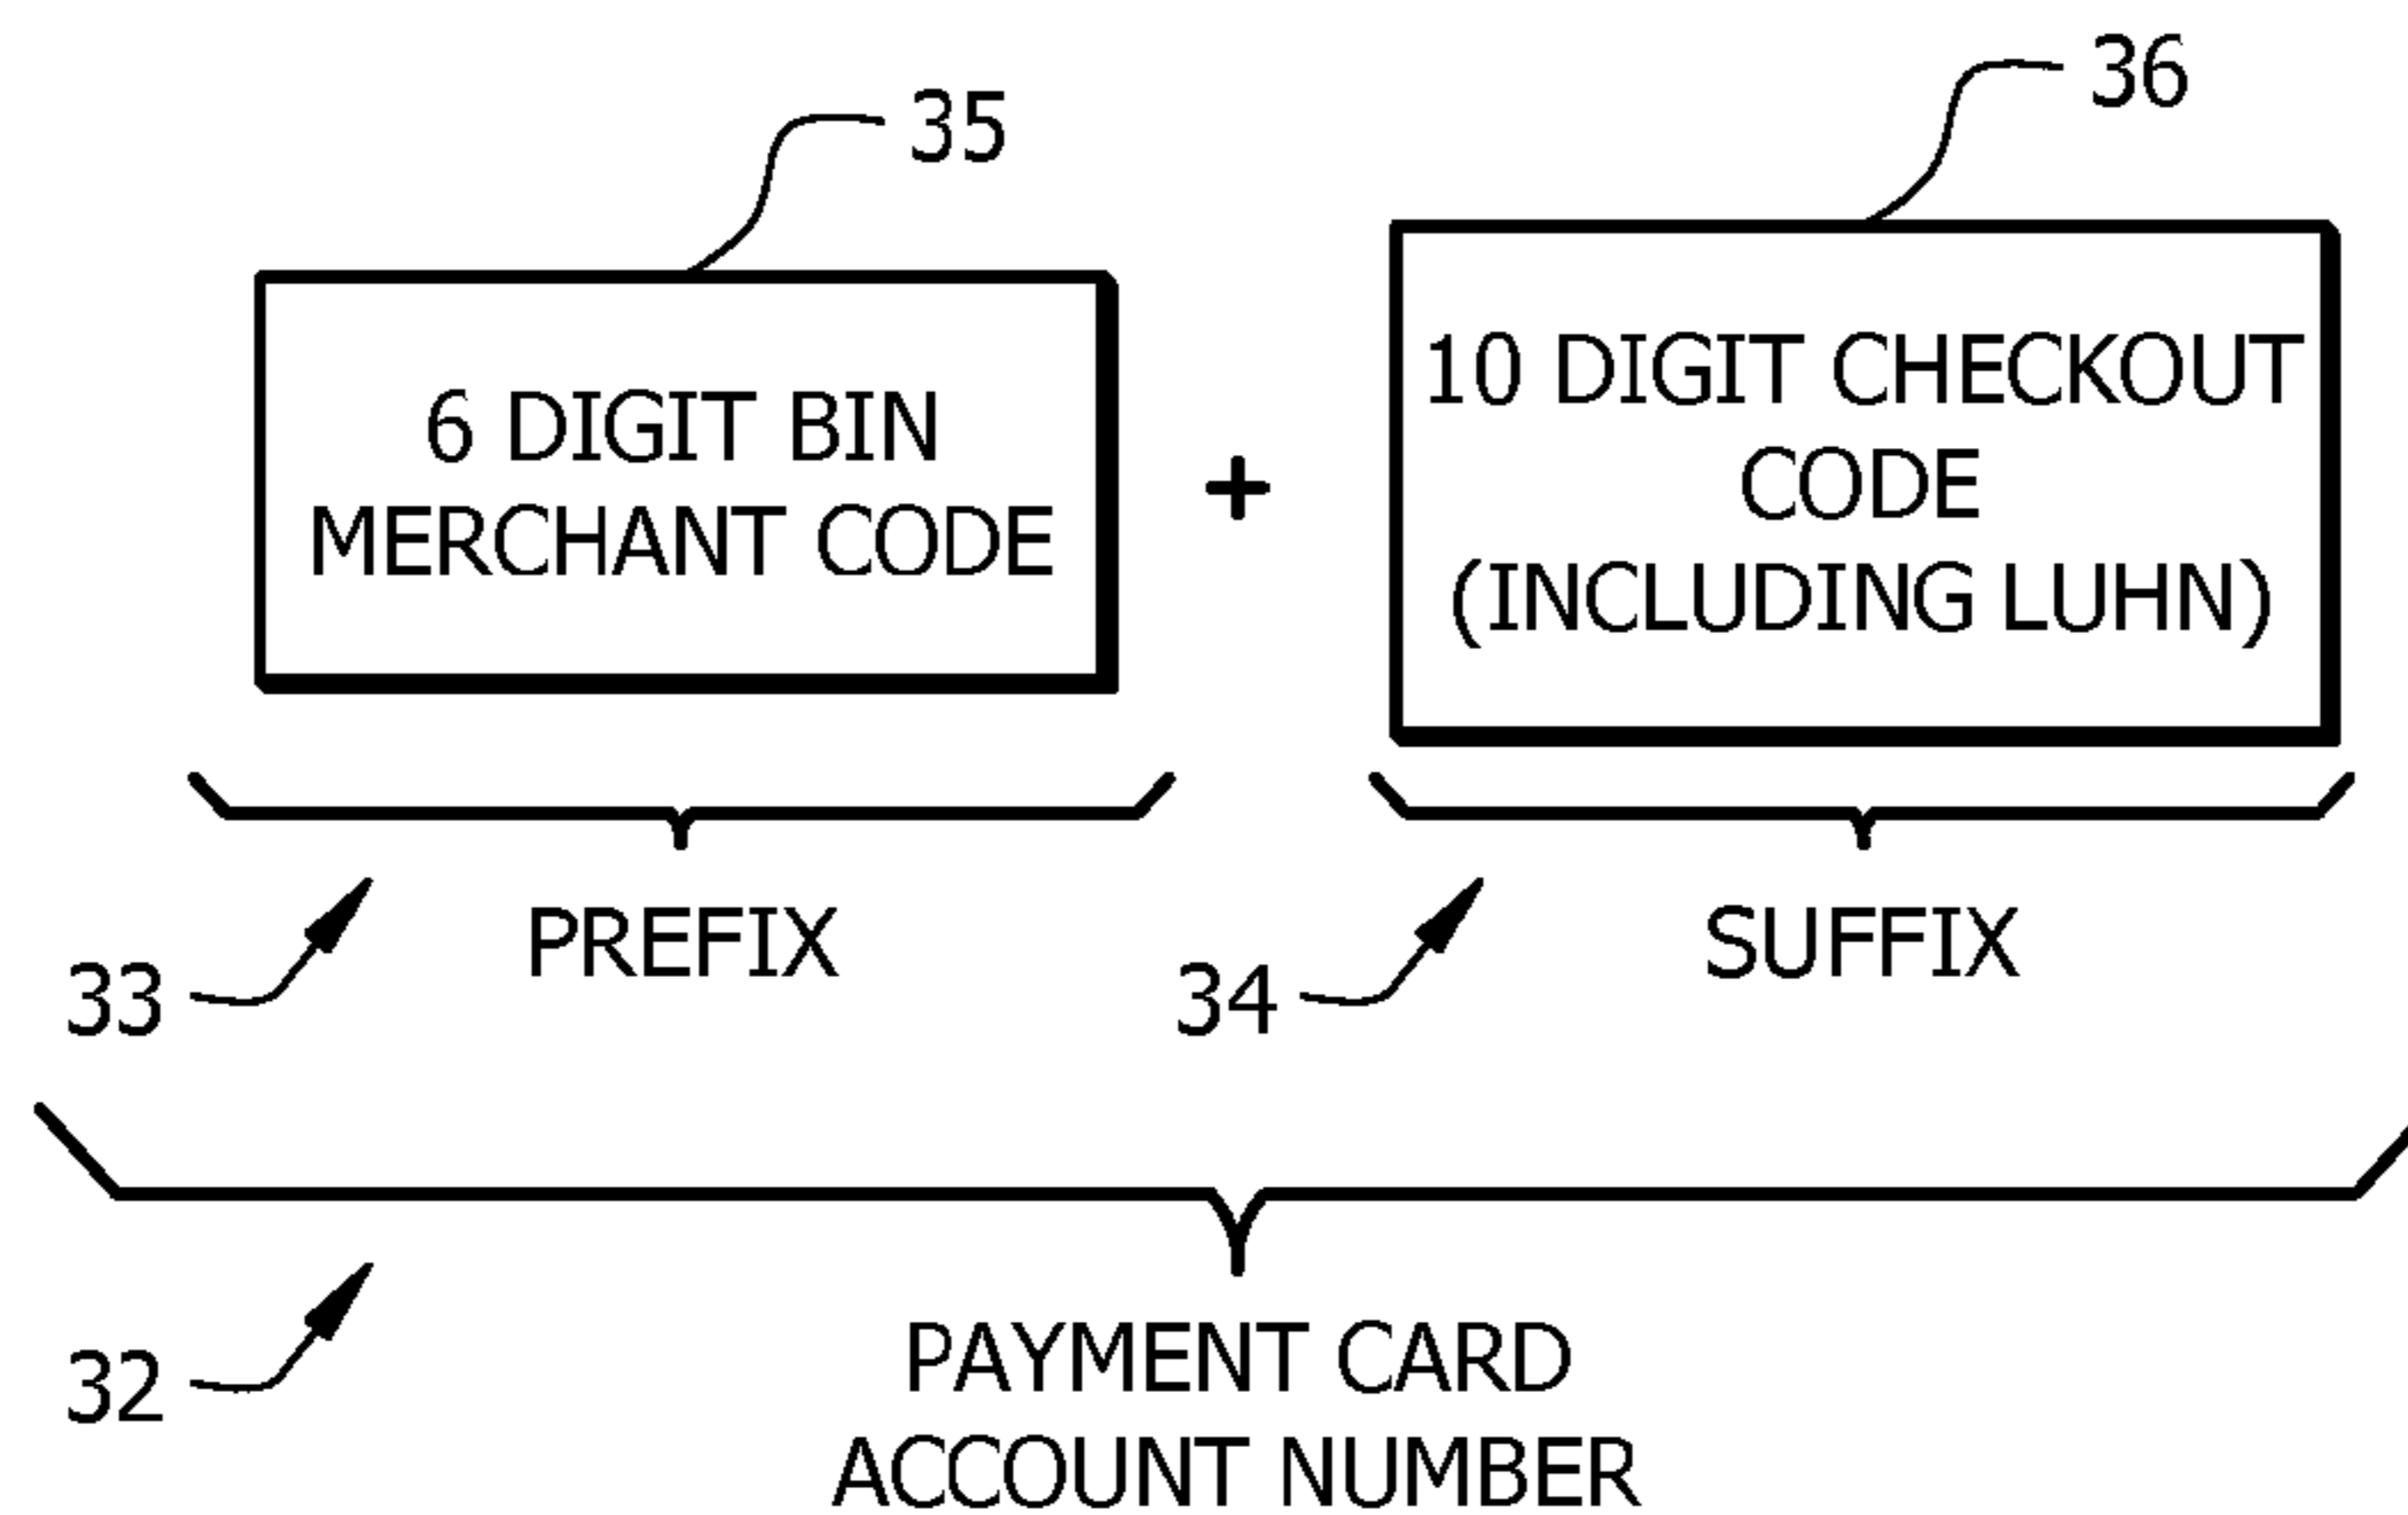 35
36
6 DIGIT BIN
MERCHANT CODE
+
10 DIGIT CHECKOUT
CODE
(INCLUDING LUHN)
33
PREFIX
34
SUFFIX
32
PAYMENT CARD
ACCOUNT NUMBER